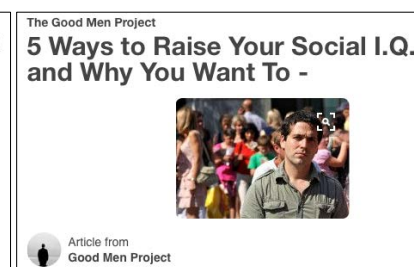 The Good Men Project
5 Ways to Raise Your Social I.Q.
and Why You Want To -
Article from
Good Men Project